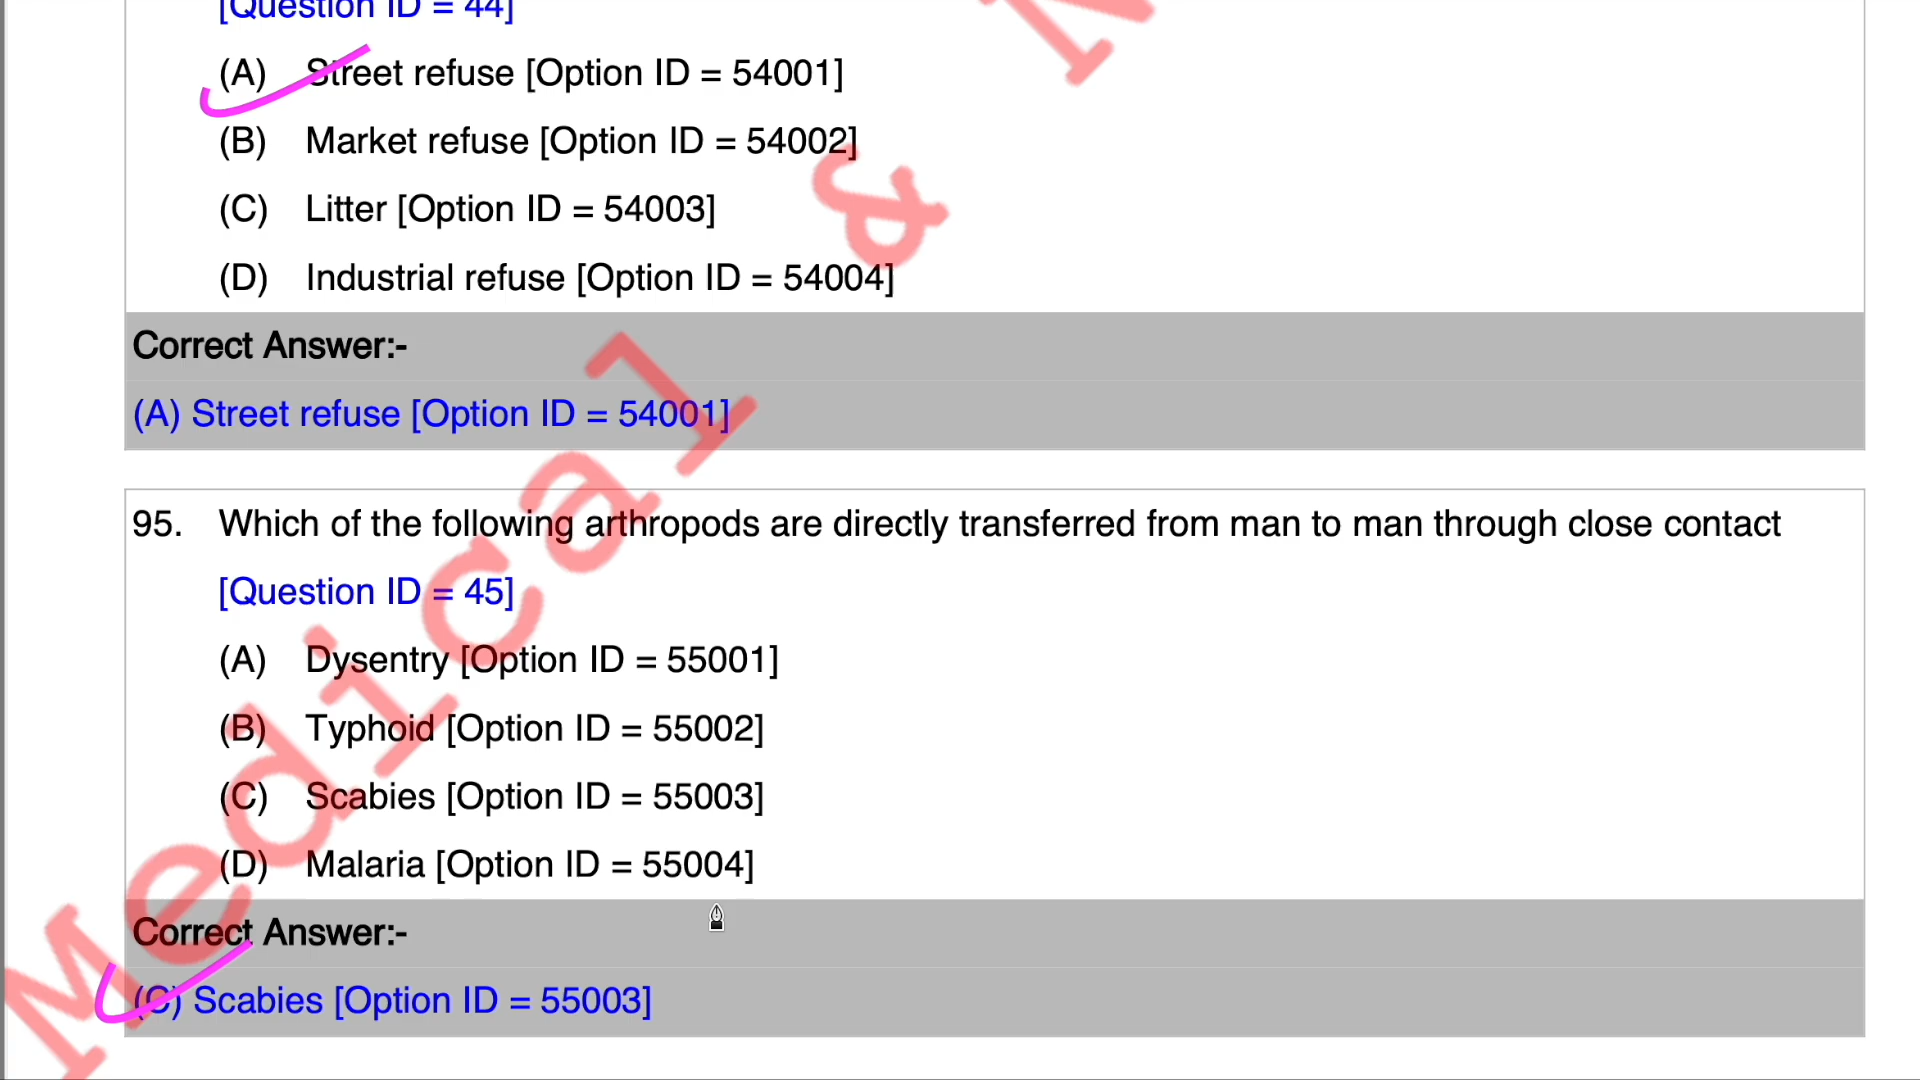 [Question ID = 44]
(A) Street refuse [Option ID = 54001]
(B) Market refuse [Option ID = 54002]
(C) Litter [Option ID = 54003]
(D) Industrial refuse [Option ID = 54004]
Correct Answer:-
(A) Street refuse [Option ID = 54001]
95. Which of the following arthropods are directly transferred from man to man through close contact
[Question ID = 45]
(A) Dysentry [Option ID = 55001]
(B) Typhoid [Option ID = 55002]
(C) Scabies [Option ID = 55003]
(D) Malaria [Option ID = 55004]
Correct Answer:-
(C) Scabies [Option ID = 55003]
Medical &